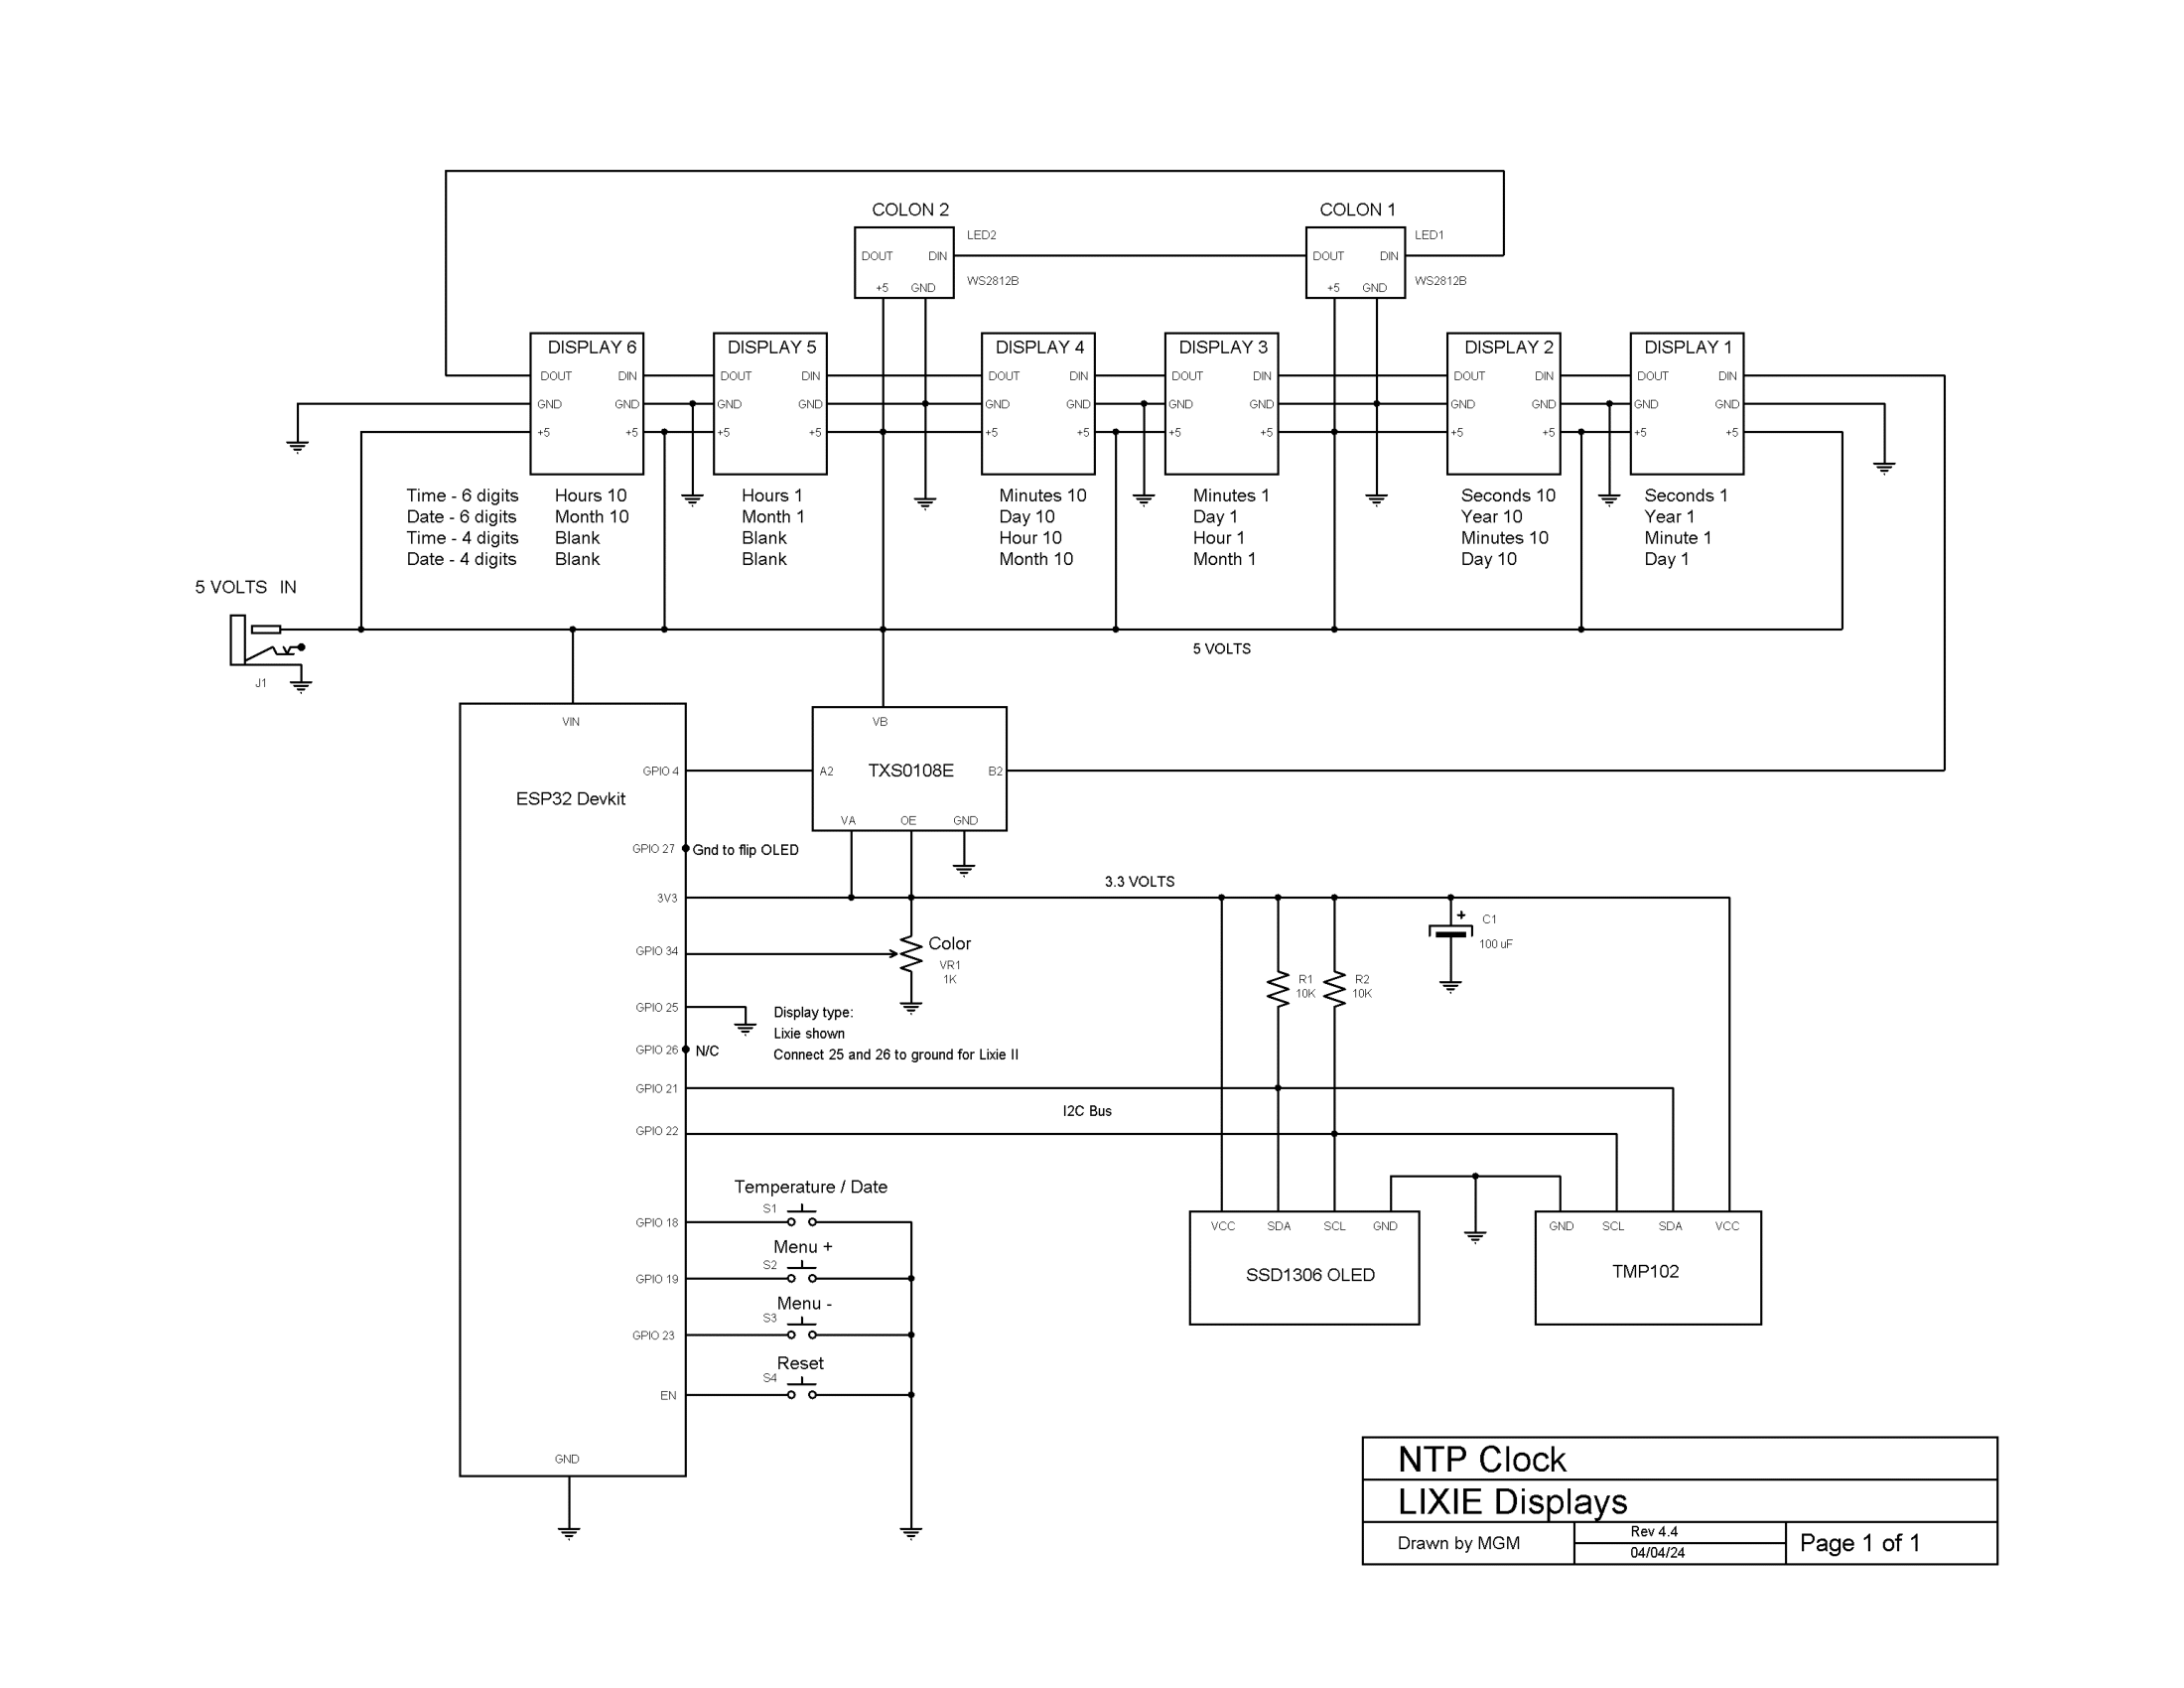 COLON 2
COLON 1
LED2
LED1
DOUT DIN
DOUT DIN
WS2812B
WS2812B
+5 GND
+5 GND
DISPLAY 6 DISPLAY 5 DISPLAY 4 DISPLAY 3 DISPLAY 2 DISPLAY 1
DOUT DIN DOUT DIN DOUT DIN DOUT DIN DOUT DIN DOUT DIN
GND GND GND GND GND GND GND GND GND GND GND GND
+5 +5 +5 +5 +5 +5 +5 +5 +5 +5 +5 +5
Time - 6 digits Hours 10 Hours 1 Minutes 10 Minutes 1 Seconds 10 Seconds 1
Date - 6 digits Month 10 Month 1 Day 10 Day 1 Year 10 Year 1
Time - 4 digits Blank Blank Hour 10 Hour 1 Minutes 10 Minute 1
Date - 4 digits Blank Blank Month 10 Month 1 Day 10 Day 1
5 VOLTS IN
J1
5 VOLTS
VIN
VB
GPIO 4
A2 TXS0108E B2
ESP32 Devkit
VA OE GND
GPIO 27 Gnd to flip OLED
3.3 VOLTS
3V3
C1
100 uF
GPIO 34
Color
VR1
1K
R1
10K
R2
10K
GPIO 25
Display type:
Lixie shown
Connect 25 and 26 to ground for Lixie II
GPIO 26 N/C
GPIO 21
I2C Bus
GPIO 22
Temperature / Date
S1
GPIO 18
Menu +
S2
GPIO 19
Menu -
S3
GPIO 23
Reset
S4
EN
GND
VCC SDA SCL GND
SSD1306 OLED
GND SCL SDA VCC
TMP102
NTP Clock
LIXIE Displays
Drawn by MGM
Rev 4.4
04/04/24
Page 1 of 1